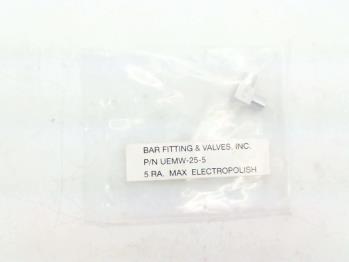 BAR FITTING & VALVES, INC.
P/N UEMW-25-5
5 RA. MAX ELECTROPOLISH